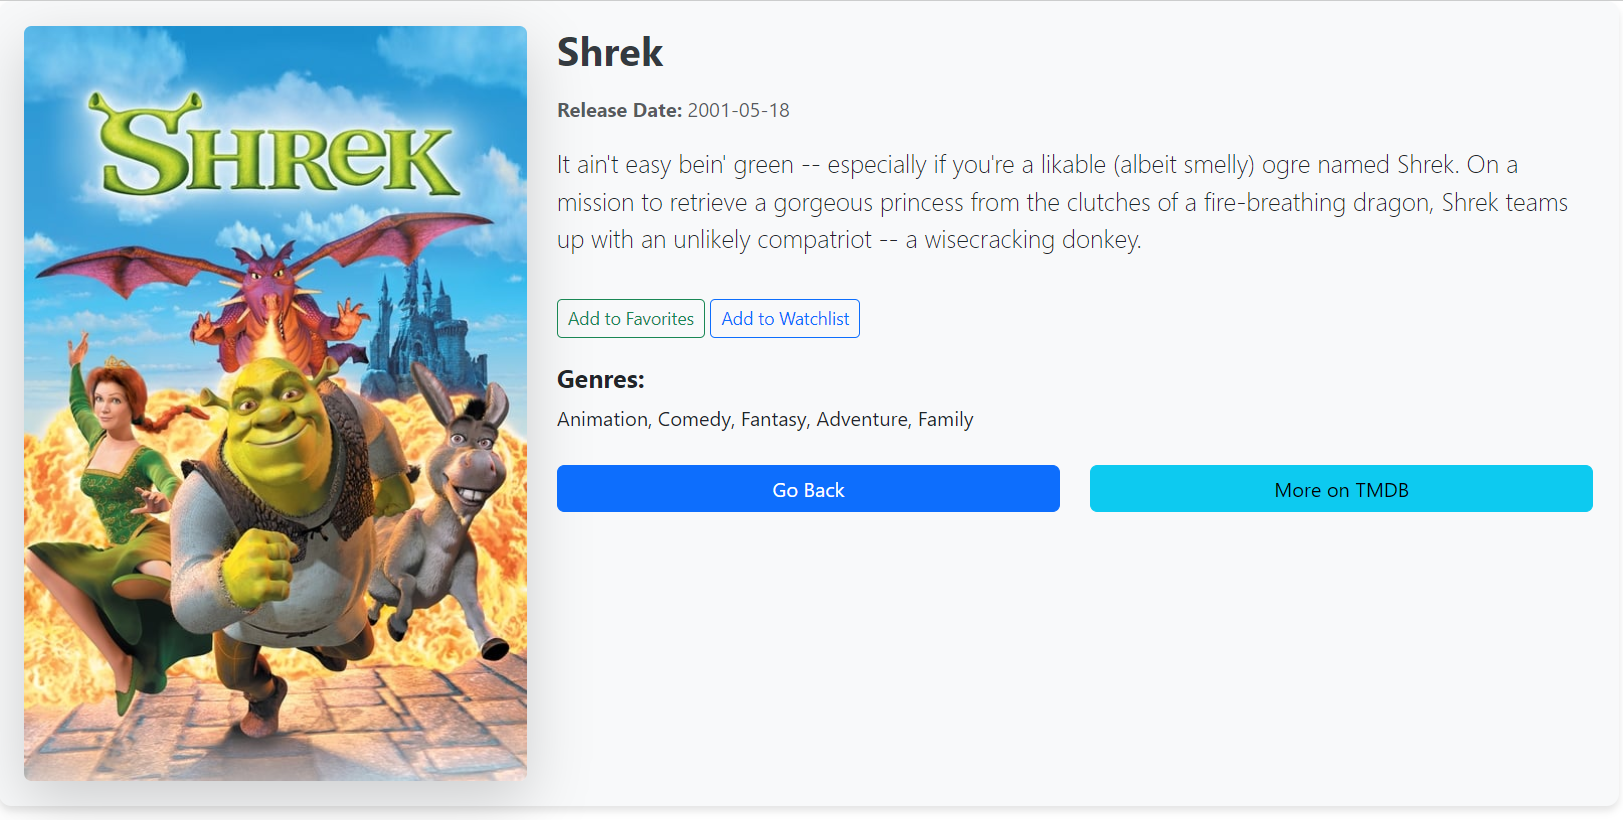 SHREK
Shrek
Release Date: 2001-05-18
It ain't easy bein' green -- especially if you're a likable (albeit smelly) ogre named Shrek. On a
mission to retrieve a gorgeous princess from the clutches of a fire-breathing dragon, Shrek teams
up with an unlikely compatriot -- a wisecracking donkey.
Add to Favorites Add to Watchlist
Genres:
Animation, Comedy, Fantasy, Adventure, Family
Go Back More on TMDB